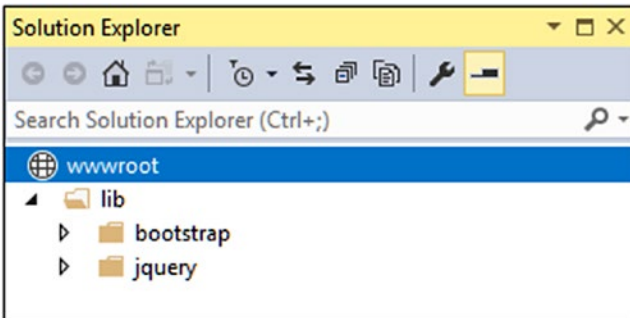 Solution Explorer
Search Solution Explorer (Ctrl+;)
wwwroot
lib
bootstrap
jquery